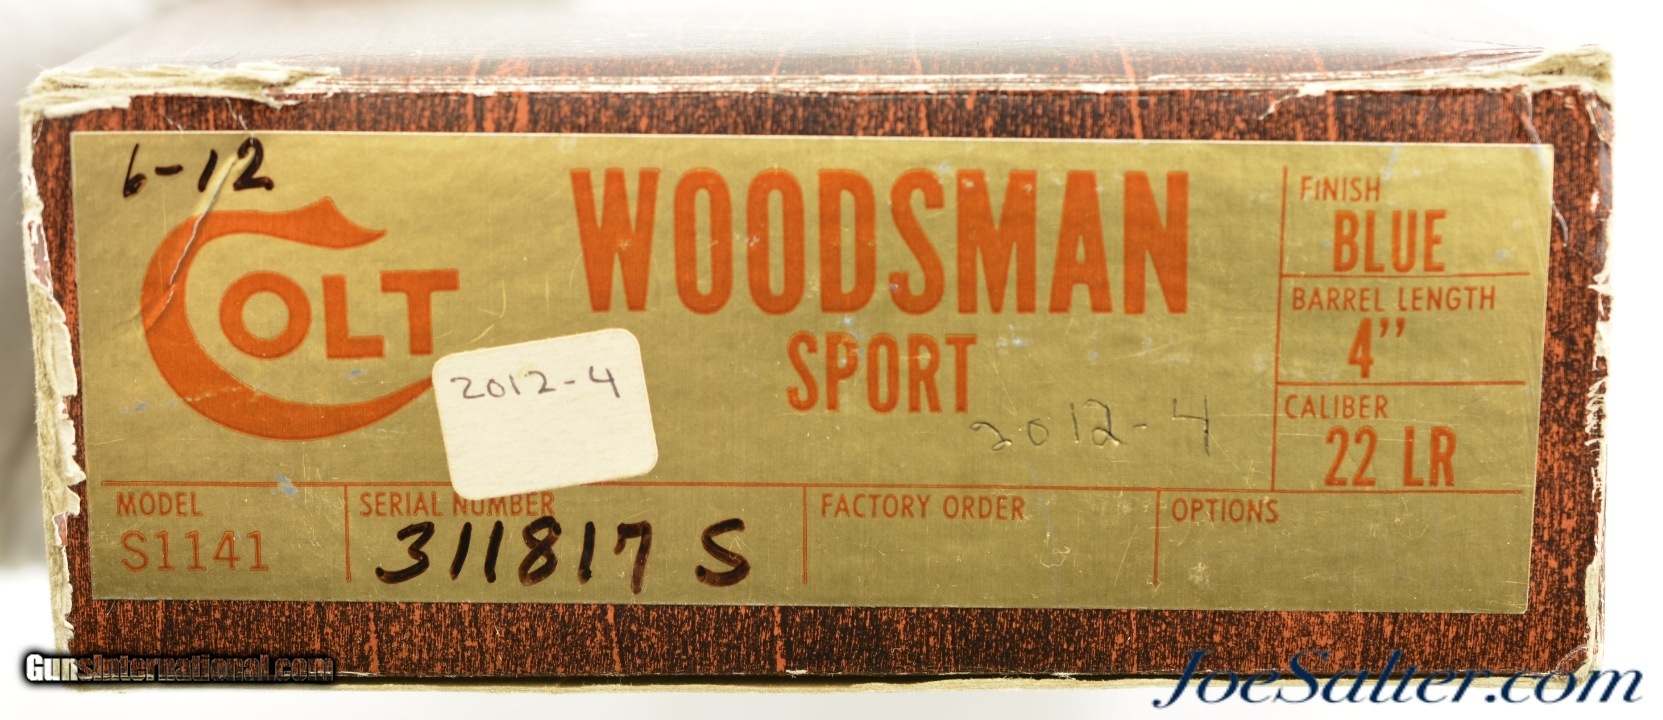 6-12
COLT
WOODSMAN
SPORT
2012-4
2012-4
FINISH
BLUE
BARREL LENGTH
4"
CALIBER
22 LR
MODEL
S1141
SERIAL NUMBER
311817 S
FACTORY ORDER
OPTIONS
GunsInternational.com
JoeSalter.com